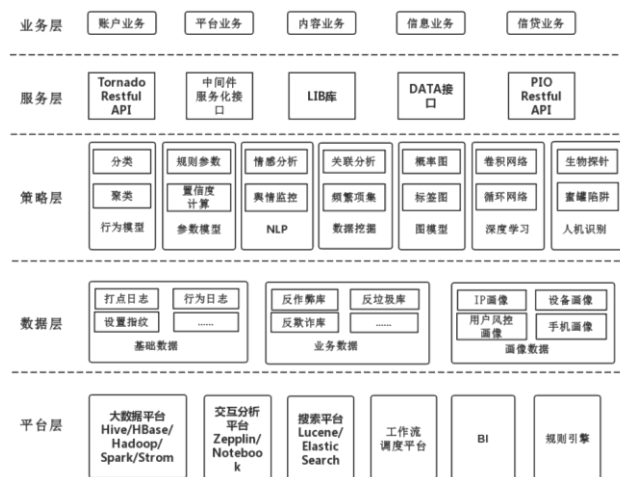 业务层
账户业务
平台业务
内容业务
信息业务
信贷业务
服务层
Tornado
Restful
API
中间件
服务化接
口
LIB库
DATA接
口
PIO
Restful
API
策略层
分类
聚类
行为模型
规则参数
置信度
计算
参数模型
情感分析
舆情监控
NLP
关联分析
频繁项集
数据挖掘
概率图
标签图
图模型
卷积网络
循环网络
深度学习
生物探针
蜜罐陷阱
人机识别
数据层
打点日志
行为日志
设置指纹
......
基础数据
反作弊库
反垃圾库
反欺诈库
......
业务数据
IP画像
设备画像
用户风控
画像
手机画像
画像数据
平台层
大数据平台
Hive/HBase/
Hadoop/
Spark/Strom
交互分析
平台
Zepplin/
Noteboo
k
搜索平台
Lucene/
Elastic
Search
工作流
调度平台
BI
规则引擎